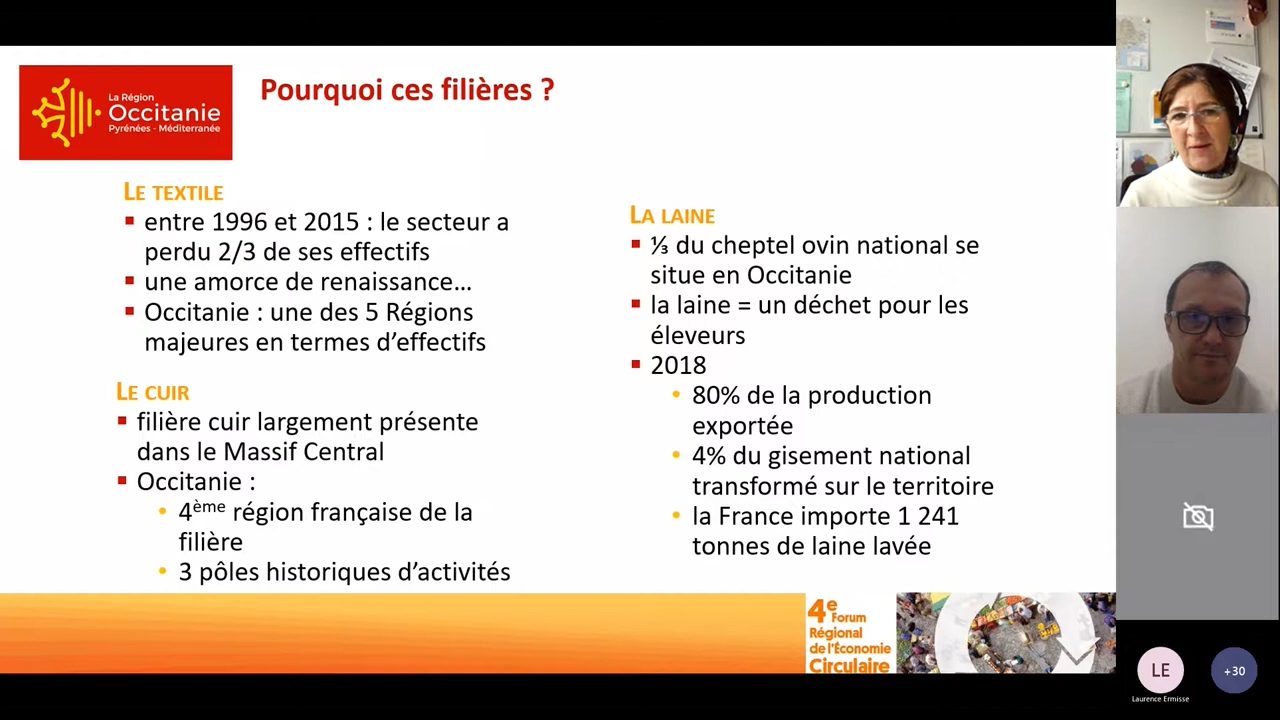 La Région
Occitanie
Pyrénées - Méditerranée
Pourquoi ces filières ?
LE TEXTILE
entre 1996 et 2015 : le secteur a
perdu 2/3 de ses effectifs
une amorce de renaissance…
Occitanie : une des 5 Régions
majeures en termes d’effectifs
LE CUIR
filière cuir largement présente
dans le Massif Central
Occitanie :
4ème région française de la
filière
3 pôles historiques d’activités
LA LAINE
⅓ du cheptel ovin national se
situe en Occitanie
la laine = un déchet pour les
éleveurs
2018
80% de la production
exportée
4% du gisement national
transformé sur le territoire
la France importe 1 241
tonnes de laine lavée
4e Forum
Régional
de l'Économie
Circulaire
LE
Laurence Ermisse
+30